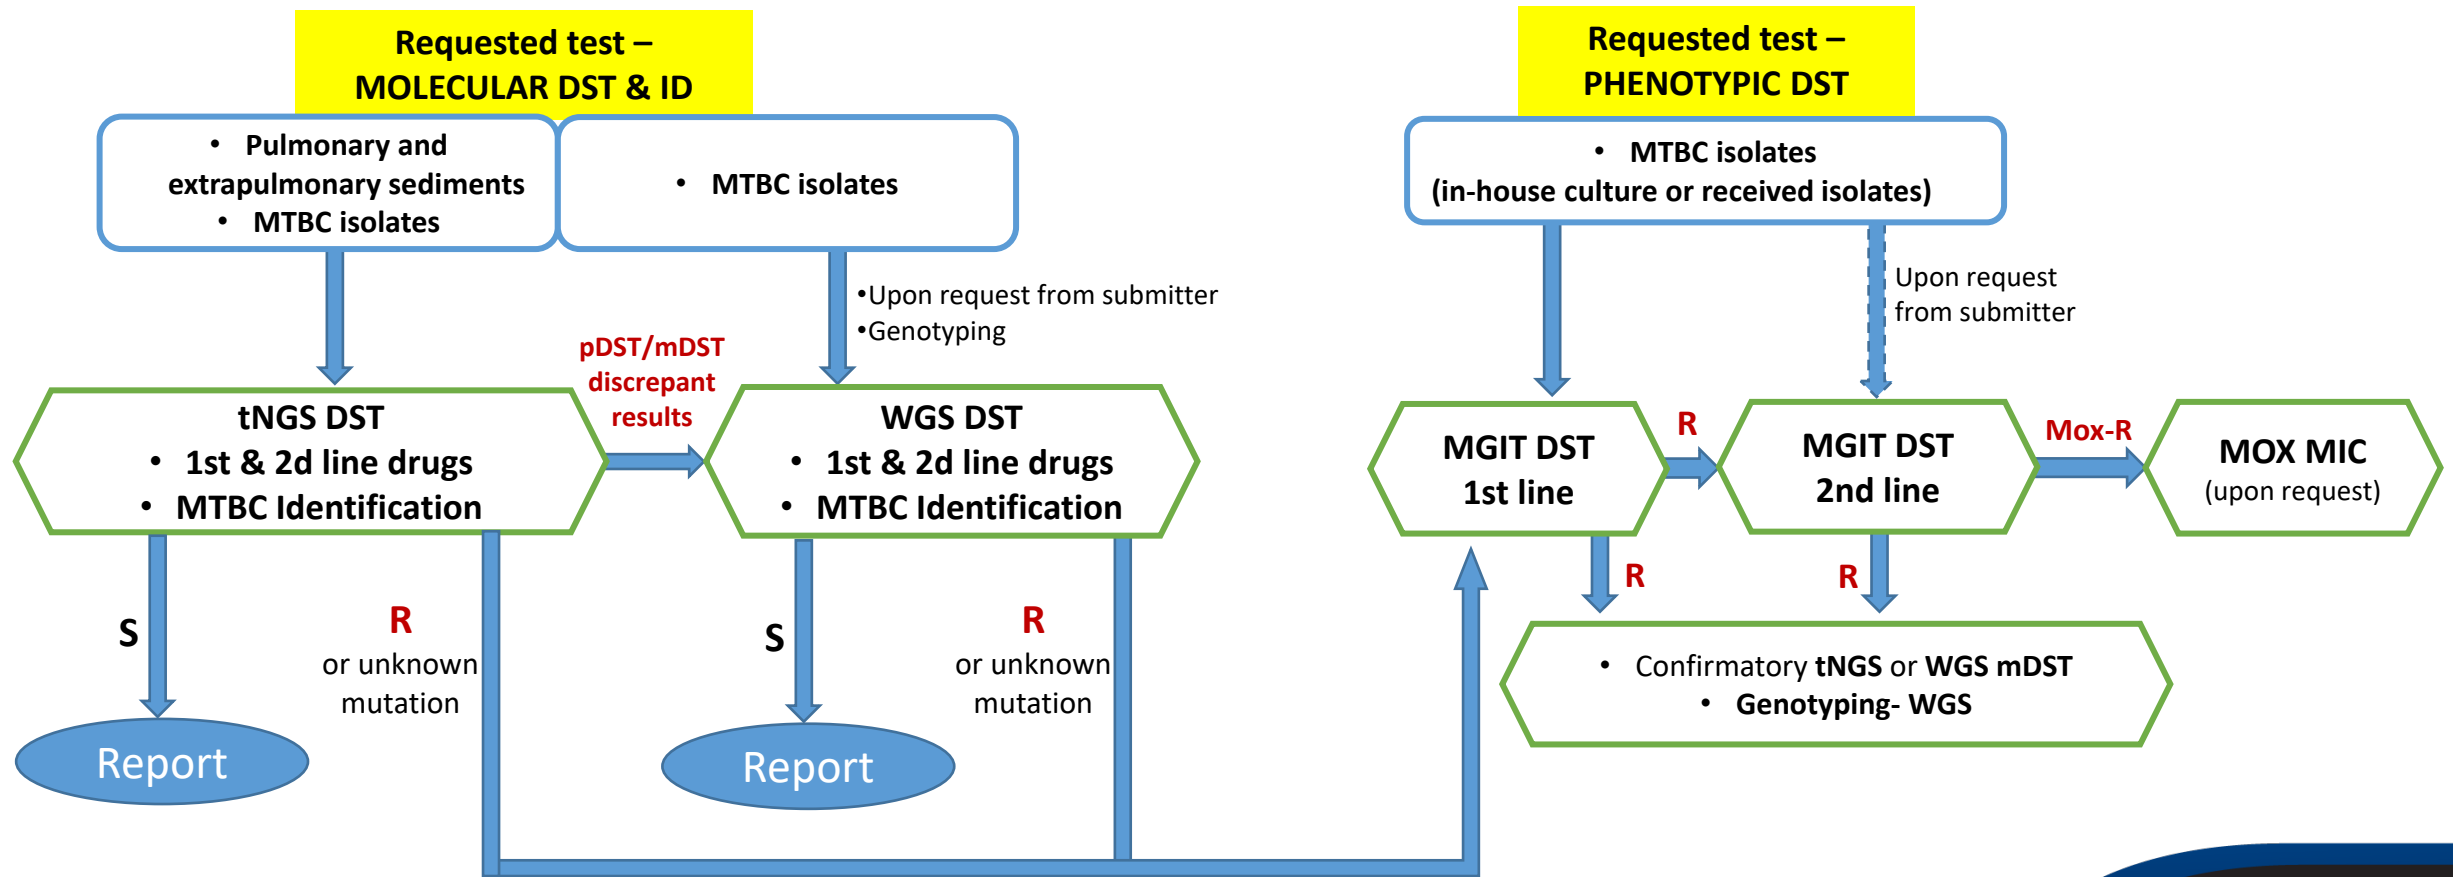 Requested test –
MOLECULAR DST & ID
• Pulmonary and
extrapulmonary sediments
• MTBC isolates
• MTBC isolates
•Upon request from submitter
•Genotyping
pDST/mDST
discrepant
results
tNGS DST
• 1st & 2d line drugs
• MTBC Identification
WGS DST
• 1st & 2d line drugs
• MTBC Identification
S
R
or unknown
mutation
S
R
or unknown
mutation
Report
Report
Requested test –
PHENOTYPIC DST
• MTBC isolates
(in-house culture or received isolates)
Upon request
from submitter
MGIT DST
1st line
R
MGIT DST
2nd line
Mox-R
MOX MIC
(upon request)
R
R
• Confirmatory tNGS or WGS mDST
• Genotyping- WGS